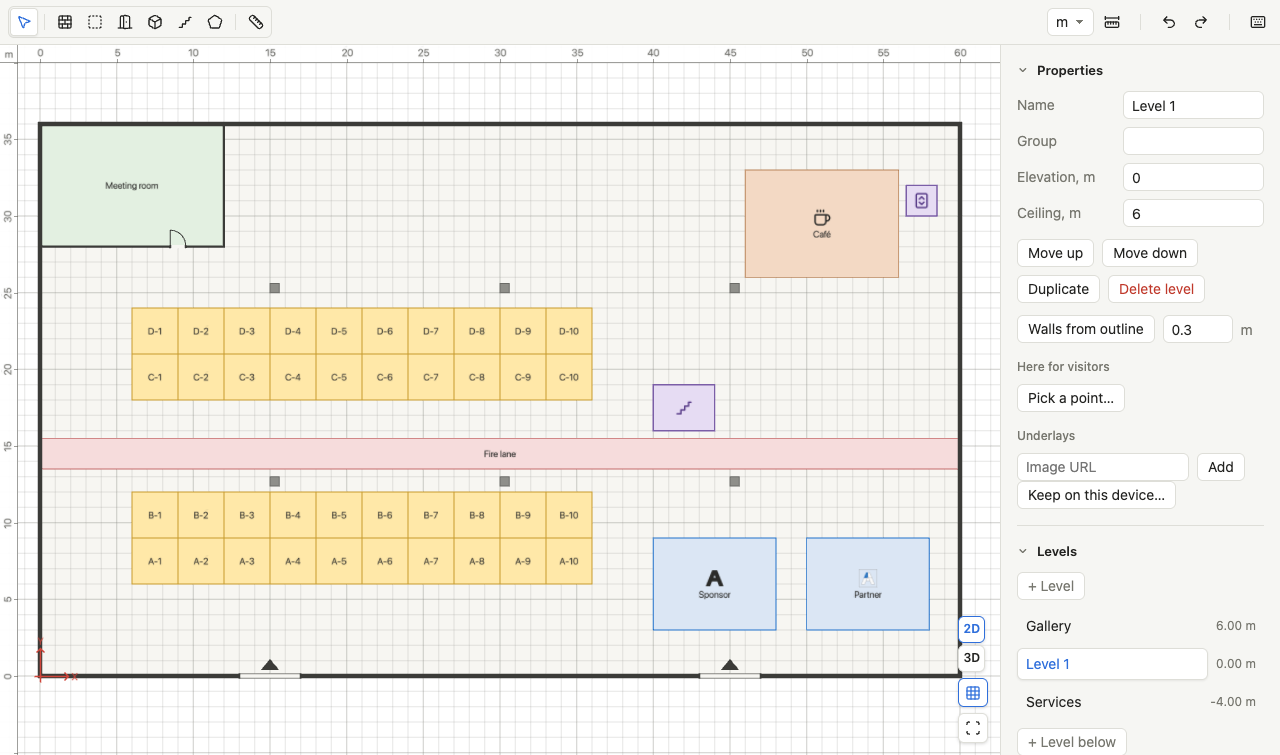 m
m 0 5 10 15 20 25 30 35 40 45 50 55 60
35
30
25
20
15
10
5
0
Meeting room
Café
D-1 D-2 D-3 D-4 D-5 D-6 D-7 D-8 D-9 D-10
C-1 C-2 C-3 C-4 C-5 C-6 C-7 C-8 C-9 C-10
Fire lane
B-1 B-2 B-3 B-4 B-5 B-6 B-7 B-8 B-9 B-10
A-1 A-2 A-3 A-4 A-5 A-6 A-7 A-8 A-9 A-10
A
Sponsor
A
Partner
X
2D
3D
Properties
Name Level 1
Group
Elevation, m 0
Ceiling, m 6
Move up Move down
Duplicate Delete level
Walls from outline 0.3 m
Here for visitors
Pick a point...
Underlays
Image URL Add
Keep on this device...
Levels
+ Level
Gallery 6.00 m
Level 1 0.00 m
Services -4.00 m
+ Level below